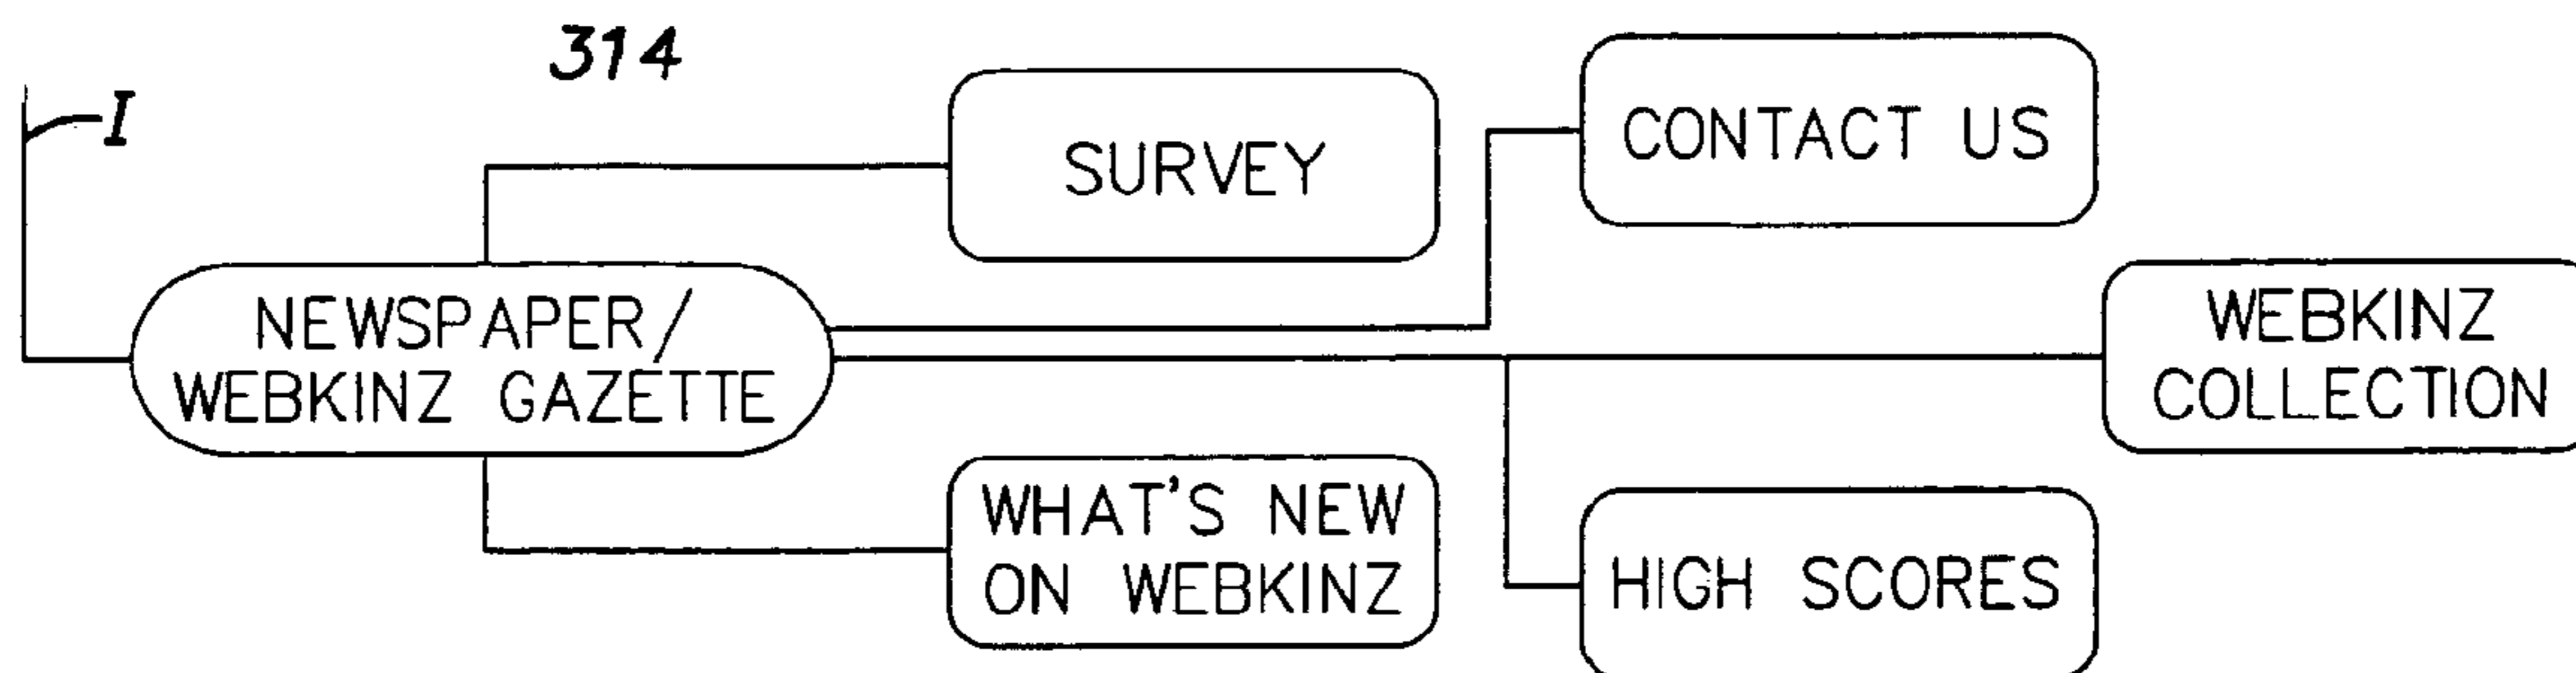 314
I
SURVEY
CONTACT US
NEWSPAPER/
WEBKINZ GAZETTE
WEBKINZ
COLLECTION
WHAT'S NEW
ON WEBKINZ
HIGH SCORES